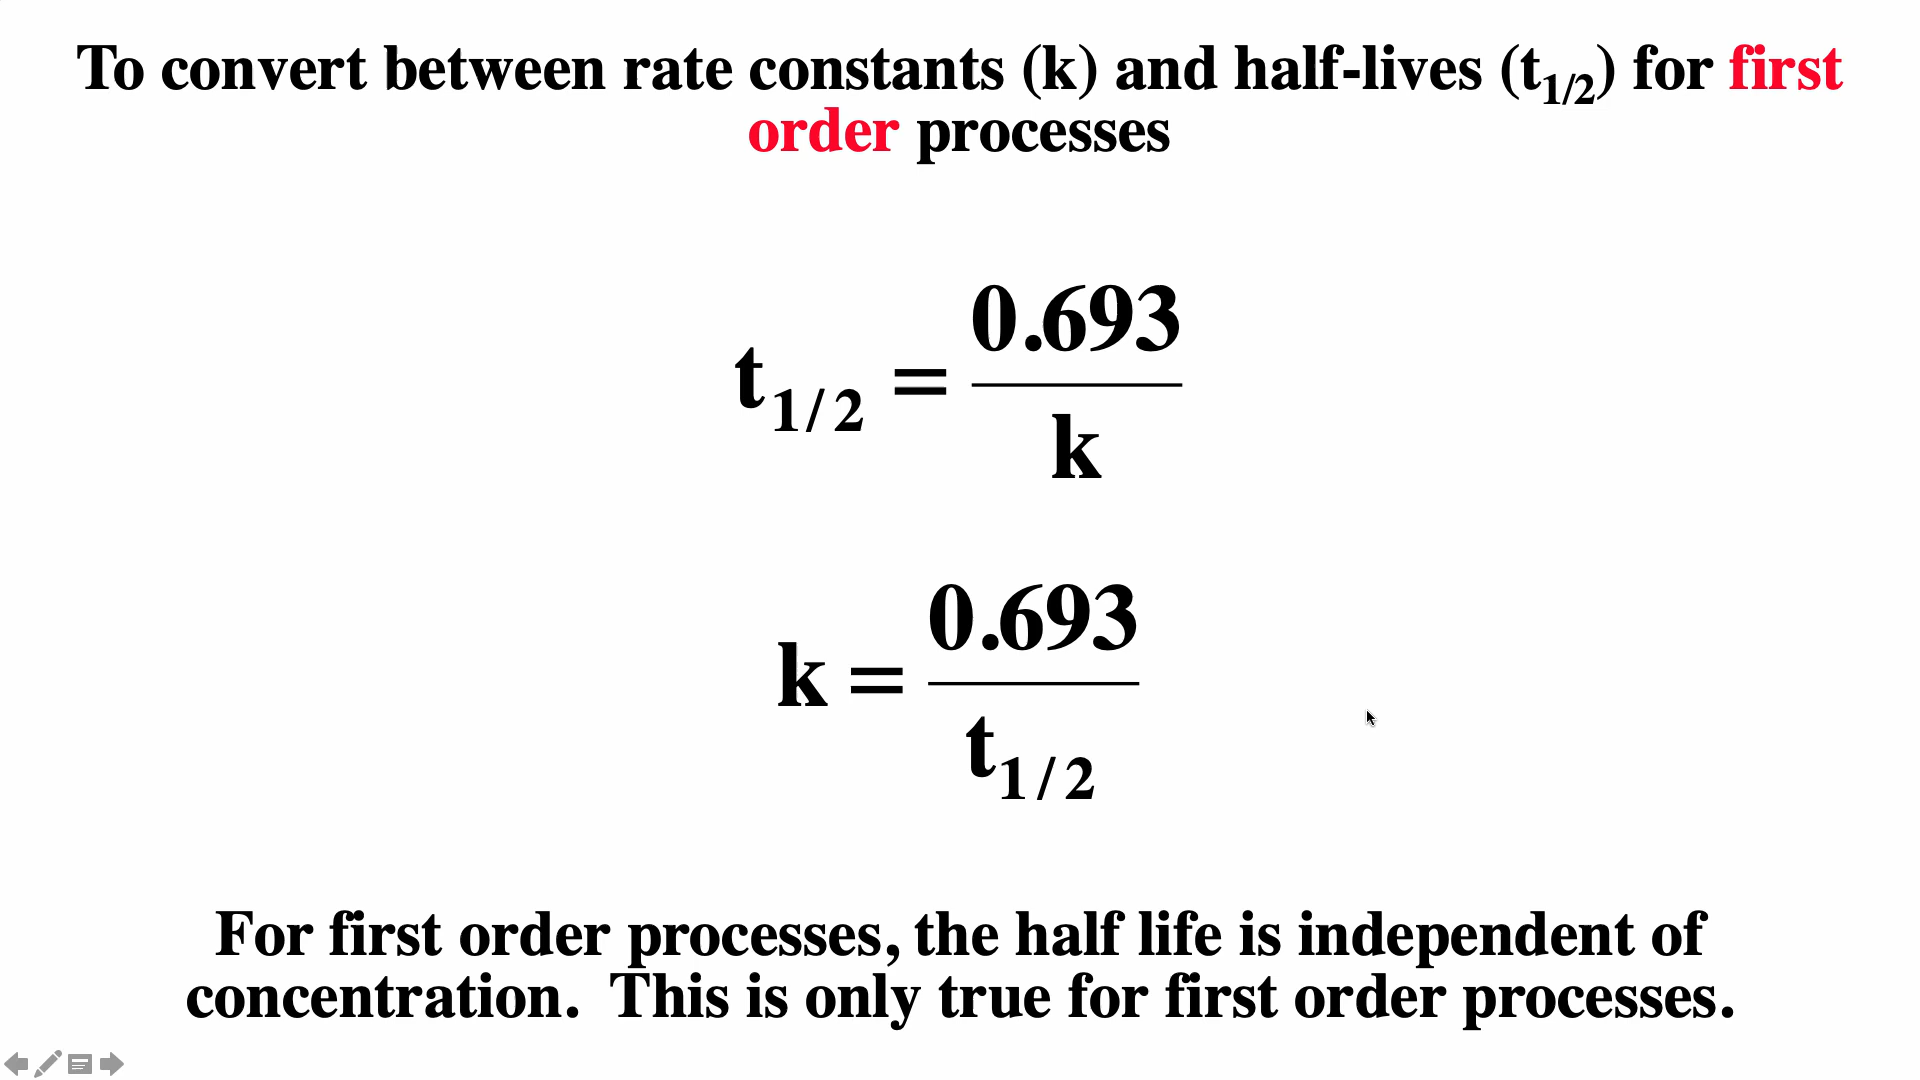 To convert between rate constants (k) and half-lives (t1/2) for first
order processes
t1/2 = 0.693
k
k = 0.693
t1/2
For first order processes, the half life is independent of
concentration.  This is only true for first order processes.